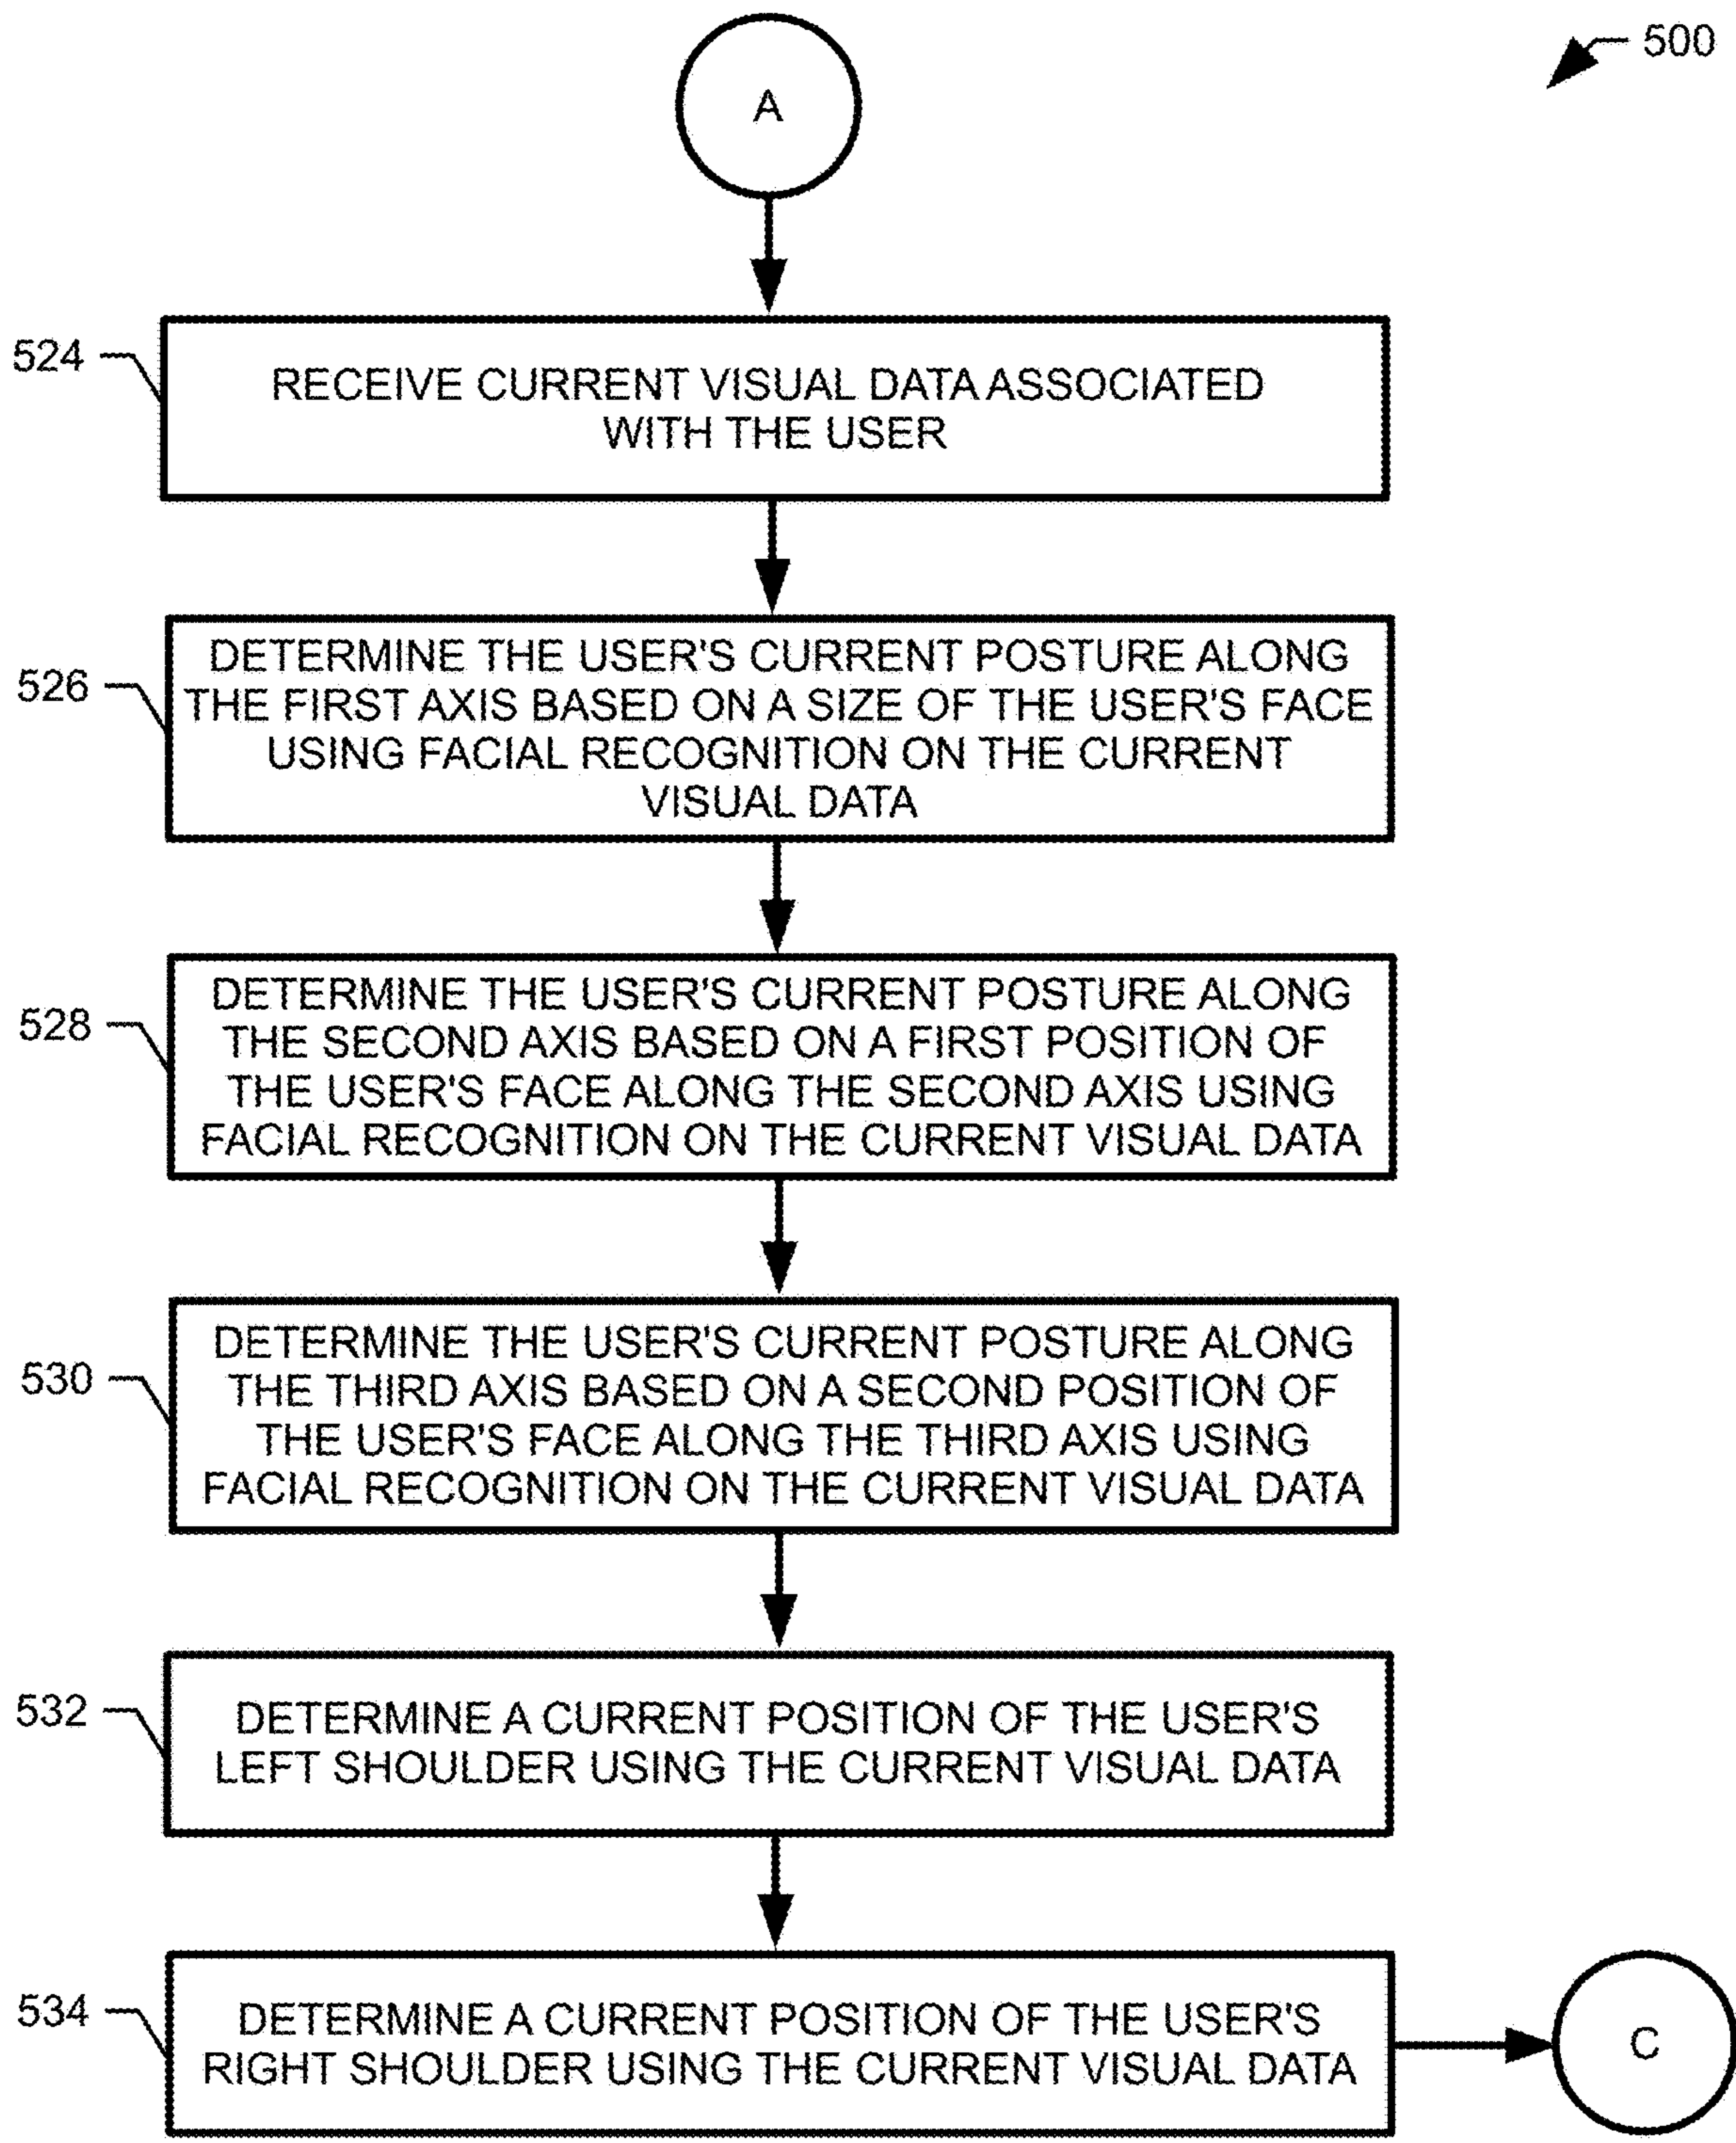 500
A
524
RECEIVE CURRENT VISUAL DATA ASSOCIATED
WITH THE USER
526
DETERMINE THE USER'S CURRENT POSTURE ALONG
THE FIRST AXIS BASED ON A SIZE OF THE USER'S FACE
USING FACIAL RECOGNITION ON THE CURRENT
VISUAL DATA
528
DETERMINE THE USER'S CURRENT POSTURE ALONG
THE SECOND AXIS BASED ON A FIRST POSITION OF
THE USER'S FACE ALONG THE SECOND AXIS USING
FACIAL RECOGNITION ON THE CURRENT VISUAL DATA
530
DETERMINE THE USER'S CURRENT POSTURE ALONG
THE THIRD AXIS BASED ON A SECOND POSITION OF
THE USER'S FACE ALONG THE THIRD AXIS USING
FACIAL RECOGNITION ON THE CURRENT VISUAL DATA
532
DETERMINE A CURRENT POSITION OF THE USER'S
LEFT SHOULDER USING THE CURRENT VISUAL DATA
534
DETERMINE A CURRENT POSITION OF THE USER'S
RIGHT SHOULDER USING THE CURRENT VISUAL DATA
C